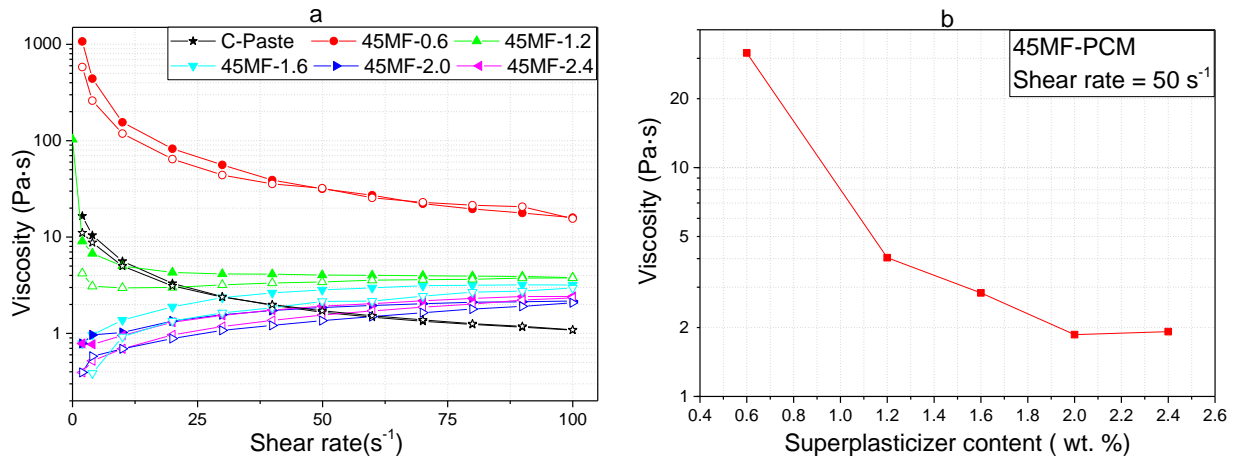 a
C-Paste 45MF-0.6 45MF-1.2
45MF-1.6 45MF-2.0 45MF-2.4
Viscosity (Pa·s)
1000
100
10
1
0 25 50 75 100
Shear rate(s⁻¹)
b
45MF-PCM
Shear rate = 50 s⁻¹
Viscosity (Pa·s)
20
10
5
2
1
0.4 0.6 0.8 1.0 1.2 1.4 1.6 1.8 2.0 2.2 2.4 2.6
Superplasticizer content ( wt. %)